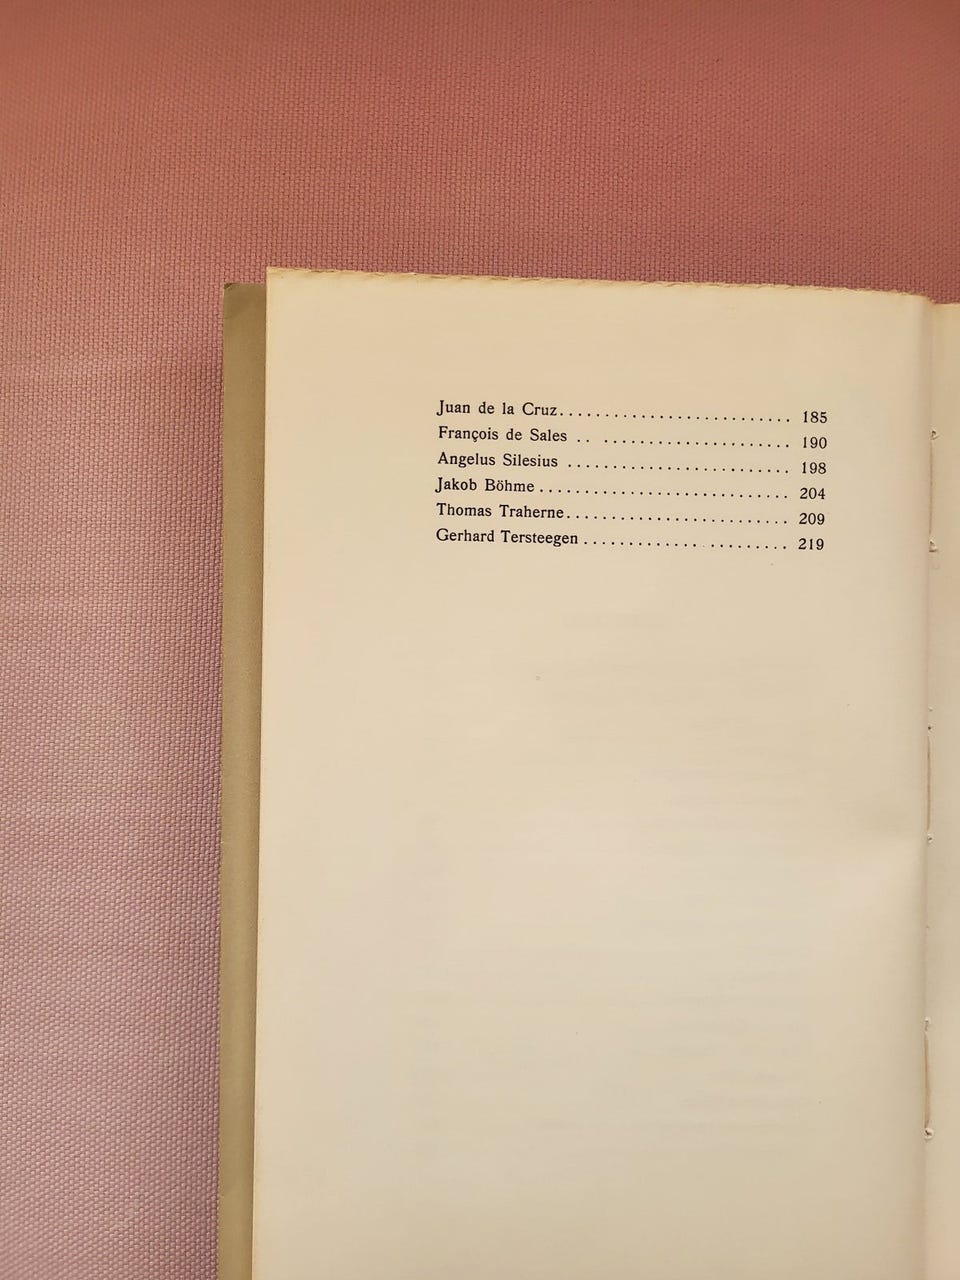 Juan de la Cruz.......................... 185
François de Sales .. ..................... 190
Angelus Silesius ......................... 198
Jakob Böhme ............................ 204
Thomas Traherne......................... 209
Gerhard Tersteegen ............. ......... 219